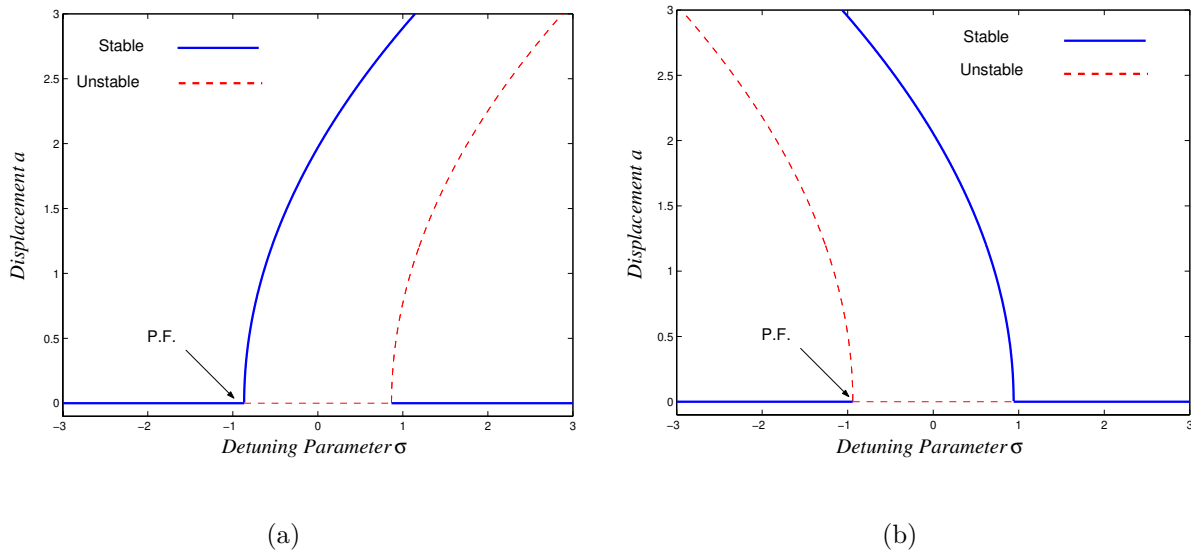 3
2.5
2
1.5
1
0.5
0
−3
−2
−1
0
1
2
3
Displacement a
Detuning Parameter σ
Stable
Unstable
P.F.
(a)
3
2.5
2
1.5
1
0.5
0
−3
−2
−1
0
1
2
3
Displacement a
Detuning Parameter σ
Stable
Unstable
P.F.
(b)